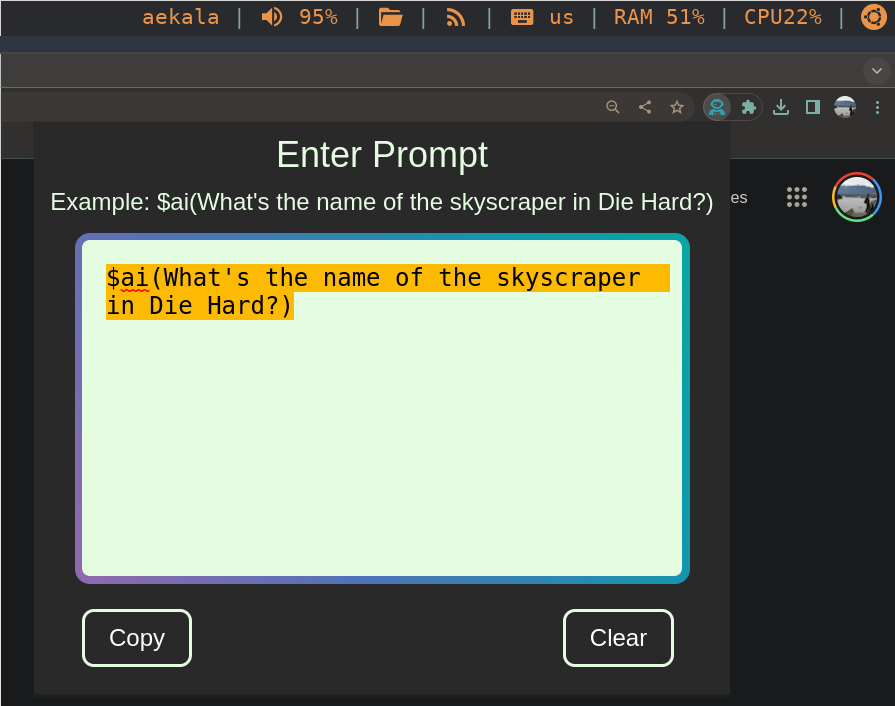 aekala | 95% | | | us | RAM 51% | CPU22% |
Enter Prompt
Example: $ai(What's the name of the skyscraper in Die Hard?)
es
$ai(What's the name of the skyscraper
in Die Hard?)
Copy
Clear